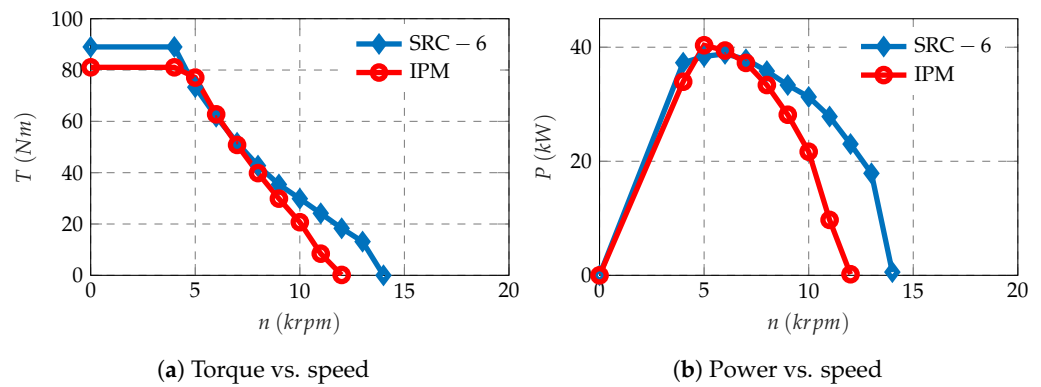 100
80
60
40
20
0
T (Nm)
SRC − 6
IPM
0 5 10 15 20
n (krpm)
(a) Torque vs. speed
40
20
0
P (kW)
SRC − 6
IPM
0 5 10 15 20
n (krpm)
(b) Power vs. speed